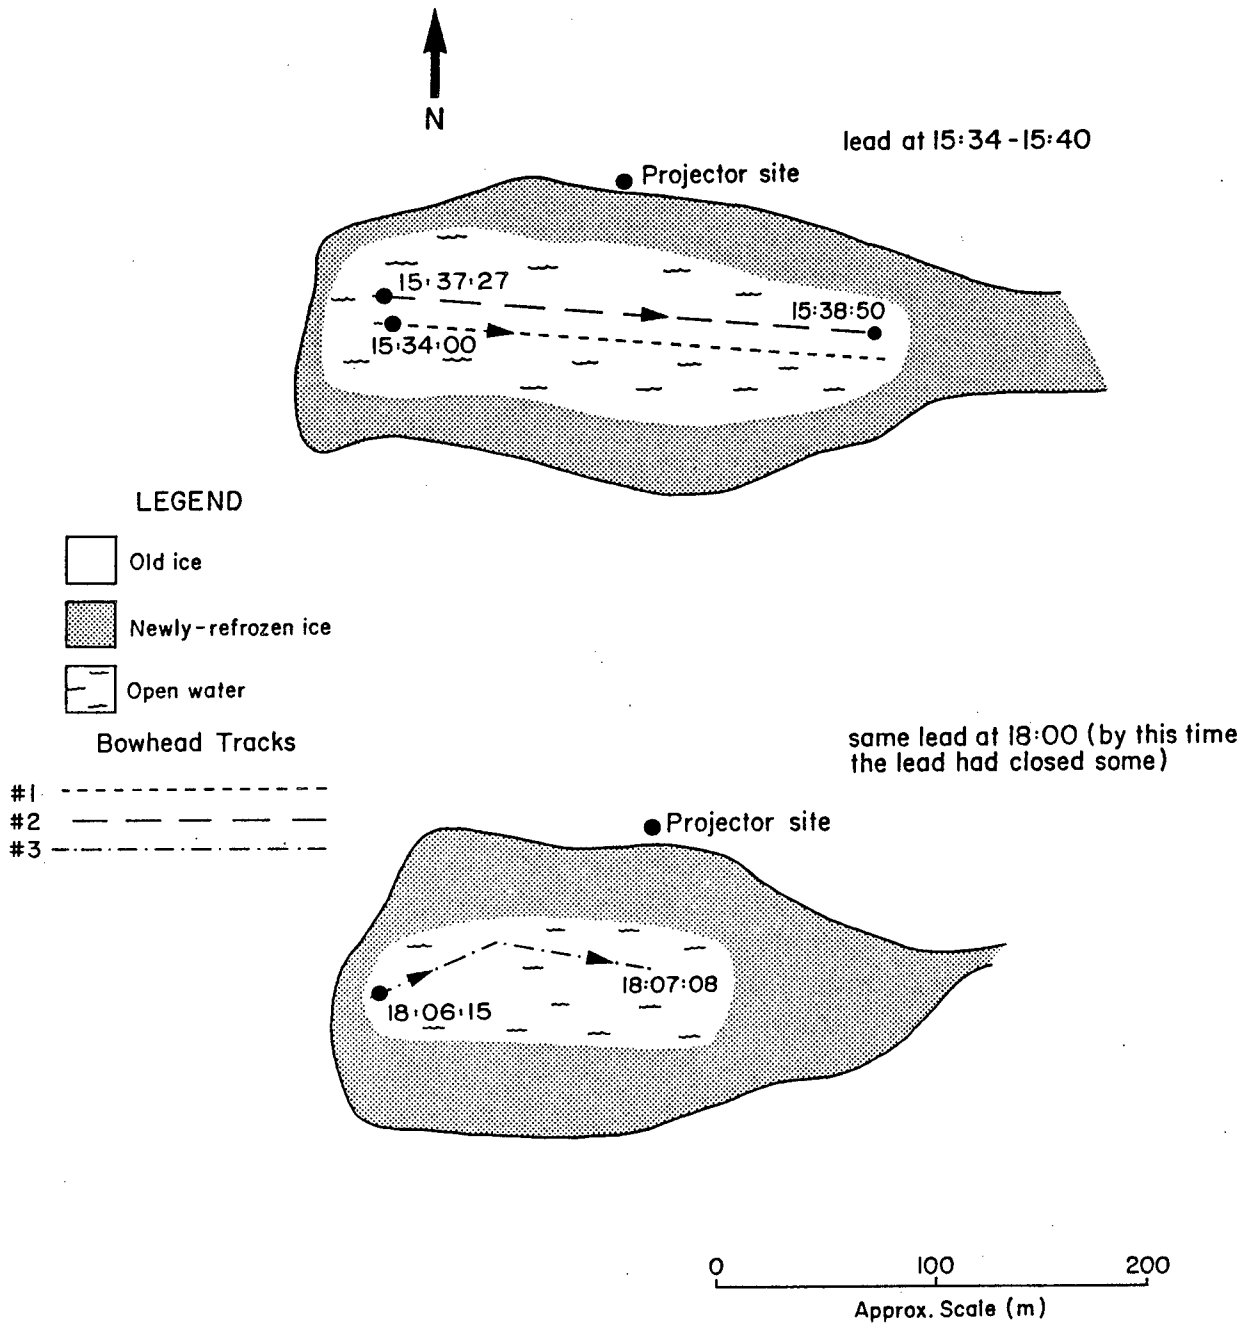 N
lead at 15:34-15:40
Projector site
15:37:27
15:38:50
15:34:00
LEGEND
Old ice
Newly-refrozen ice
Open water
Bowhead Tracks
#1
#2
#3
same lead at 18:00 (by this time
the lead had closed some)
Projector site
18:07:08
18:06:15
0 100 200
Approx. Scale (m)